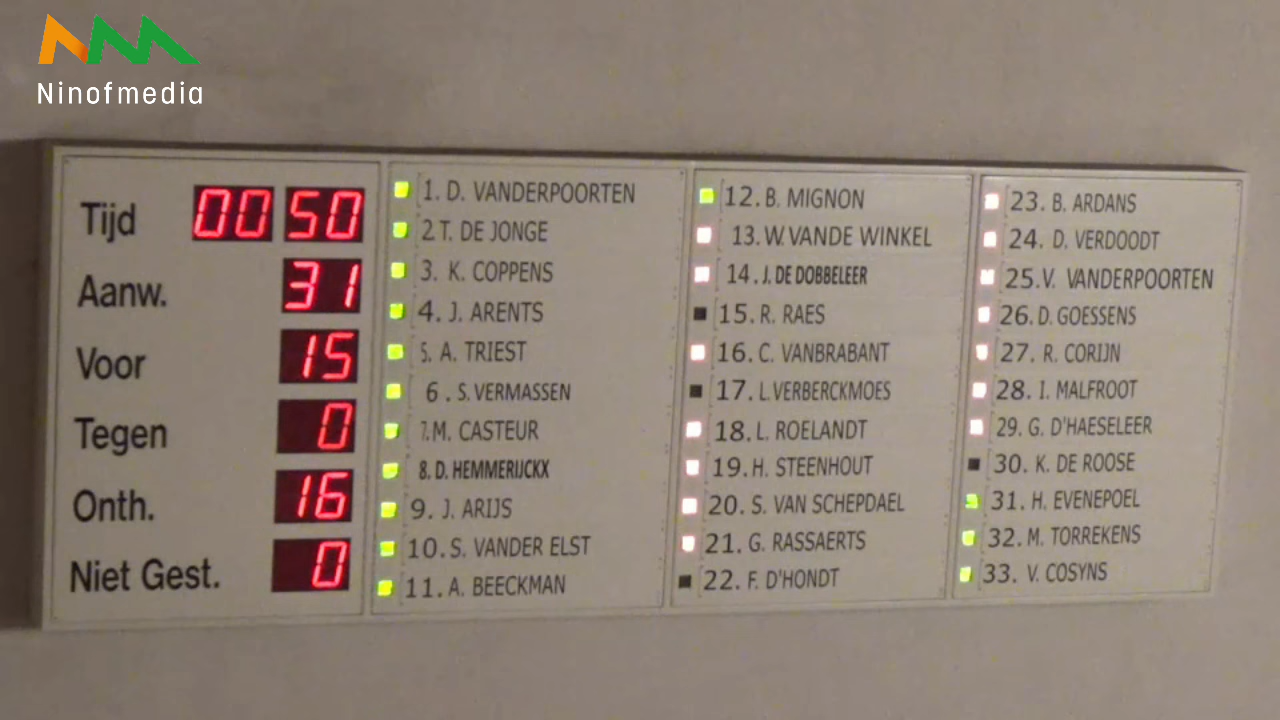 Ninofmedia
Tijd 00 50
Aanw. 31
Voor 15
Tegen 0
Onth. 16
Niet Gest. 0
1. D. VANDERPOORTEN
2 T. DE JONGE
3. K. COPPENS
4. J. ARENTS
5. A. TRIEST
6. S. VERMASSEN
7. M. CASTEUR
8. D. HEMMERIJCKX
9. J. ARIJS
10. S. VANDER ELST
11. A. BEECKMAN
12. B. MIGNON
13. W. VANDE WINKEL
14. J. DE DOBBELEER
15. R. RAES
16. C. VANBRABANT
17. L. VERBERCKMOES
18. L. ROELANDT
19. H. STEENHOUT
20. S. VAN SCHEPDAEL
21. G. RASSAERTS
22. F. D'HONDT
23. B. ARDANS
24. D. VERDOODT
25. V. VANDERPOORTEN
26. D. GOESSENS
27. R. CORIJN
28. I. MALFROOT
29. G. D'HAESELEER
30. K. DE ROOSE
31. H. EVENEPOEL
32. M. TORREKENS
33. V. COSYNS